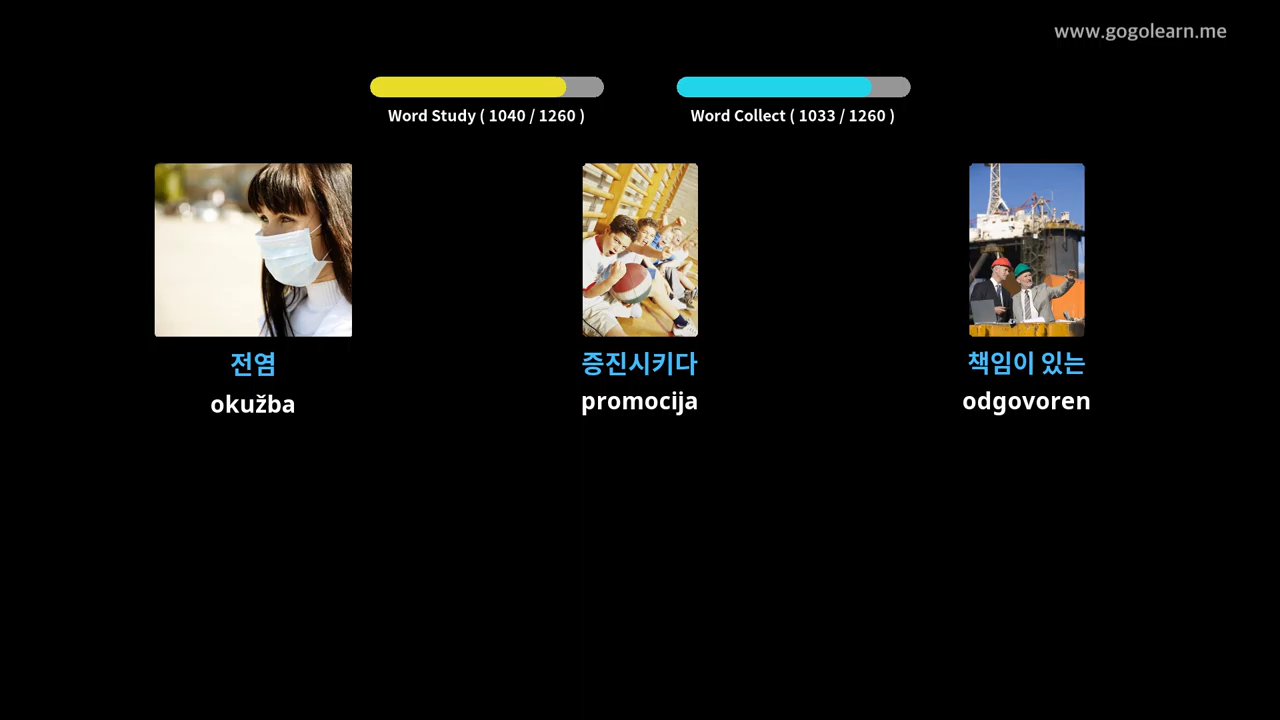 www.gogolearn.me
Word Study ( 1040 / 1260 )
Word Collect ( 1033 / 1260 )
전염
okužba
증진시키다
promocija
책임이 있는
odgovoren